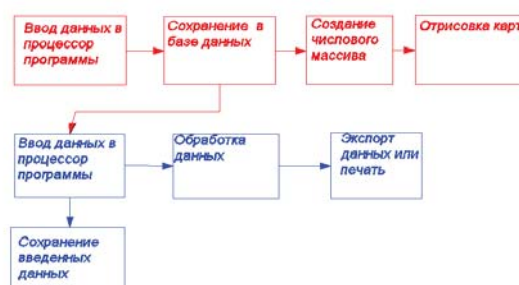 Ввод данных в
процессор
программы
Сохранение в
базе данных
Создание
числового
массива
Отрисовка карт
Ввод данных в
процессор
программы
Обработка
данных
Экспорт
данных или
печать
Сохранение
введенных
данных